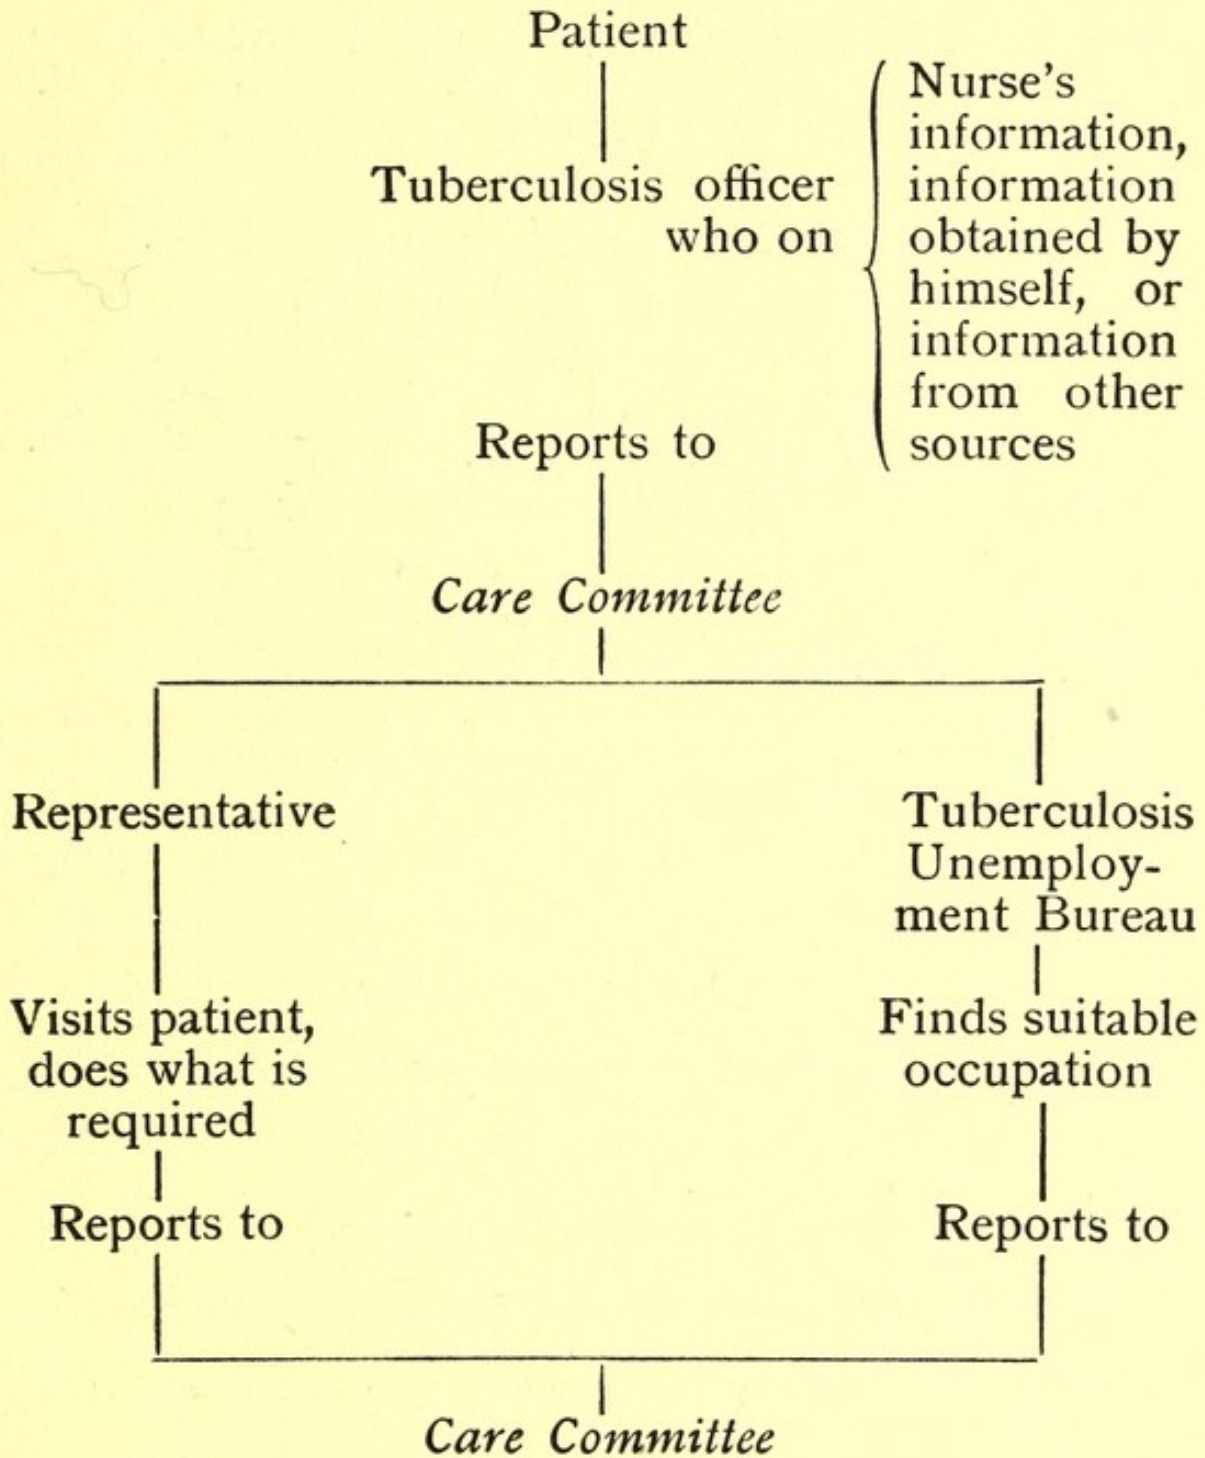 Patient
Tuberculosis officer
who on
Nurse's
information,
information
obtained by
himself, or
information
from other
sources
Reports to
Care Committee
Representative
Visits patient,
does what is
required
Reports to
Tuberculosis
Unemploy-
ment Bureau
Finds suitable
occupation
Reports to
Care Committee